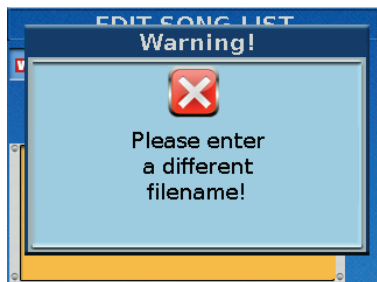 EDIT SONG LIST
Warning!
Please enter
a different
filename!